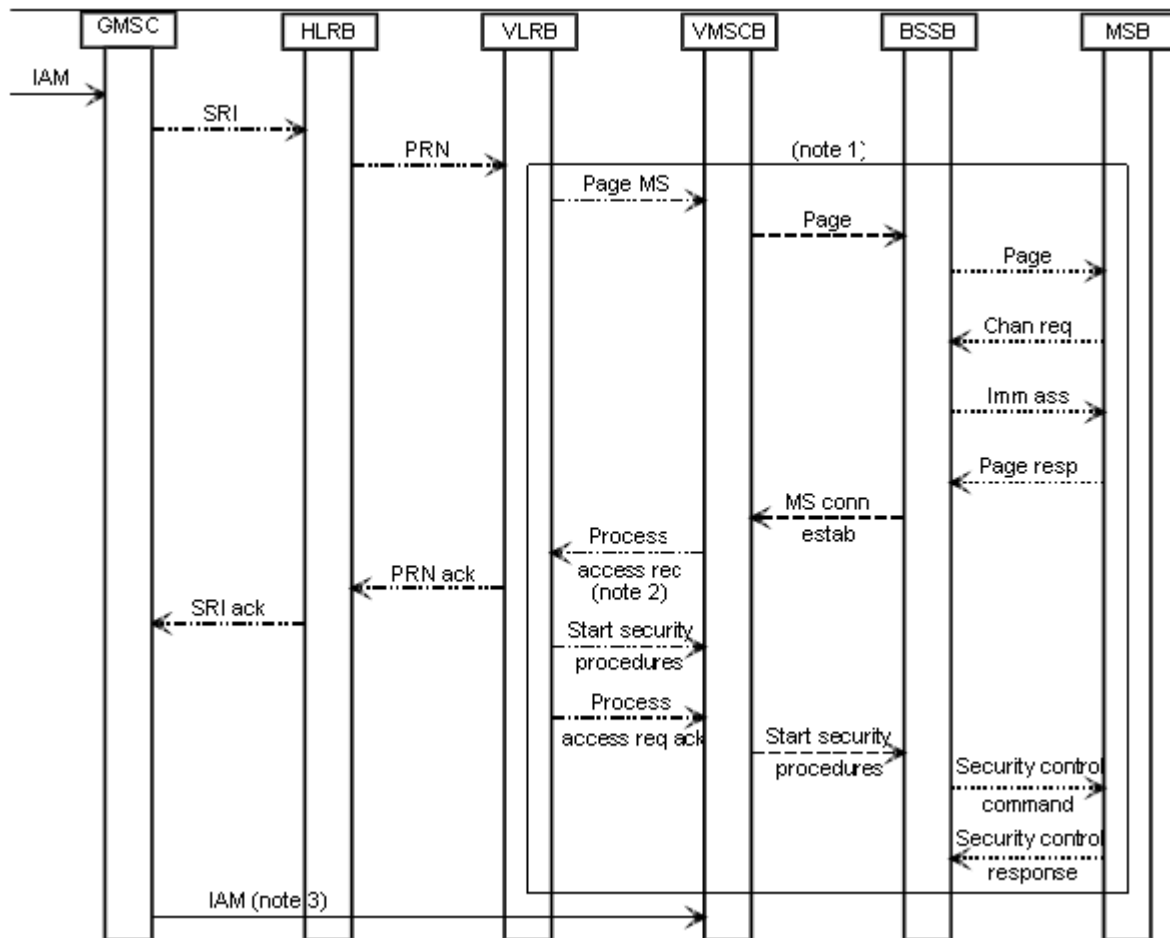 GMSC
HLRB
VLRB
VMSCB
BSSB
MSB
IAM
SRI
PRN
(note 1)
Page MS
Page
Page
Chan req
Imm ass
Page resp
MS conn
estab
Process
access rec
(note 2)
PRN ack
SRI ack
Start security
procedures
Process
access req ack
Start security
procedures
Security control
command
Security control
response
IAM (note 3)